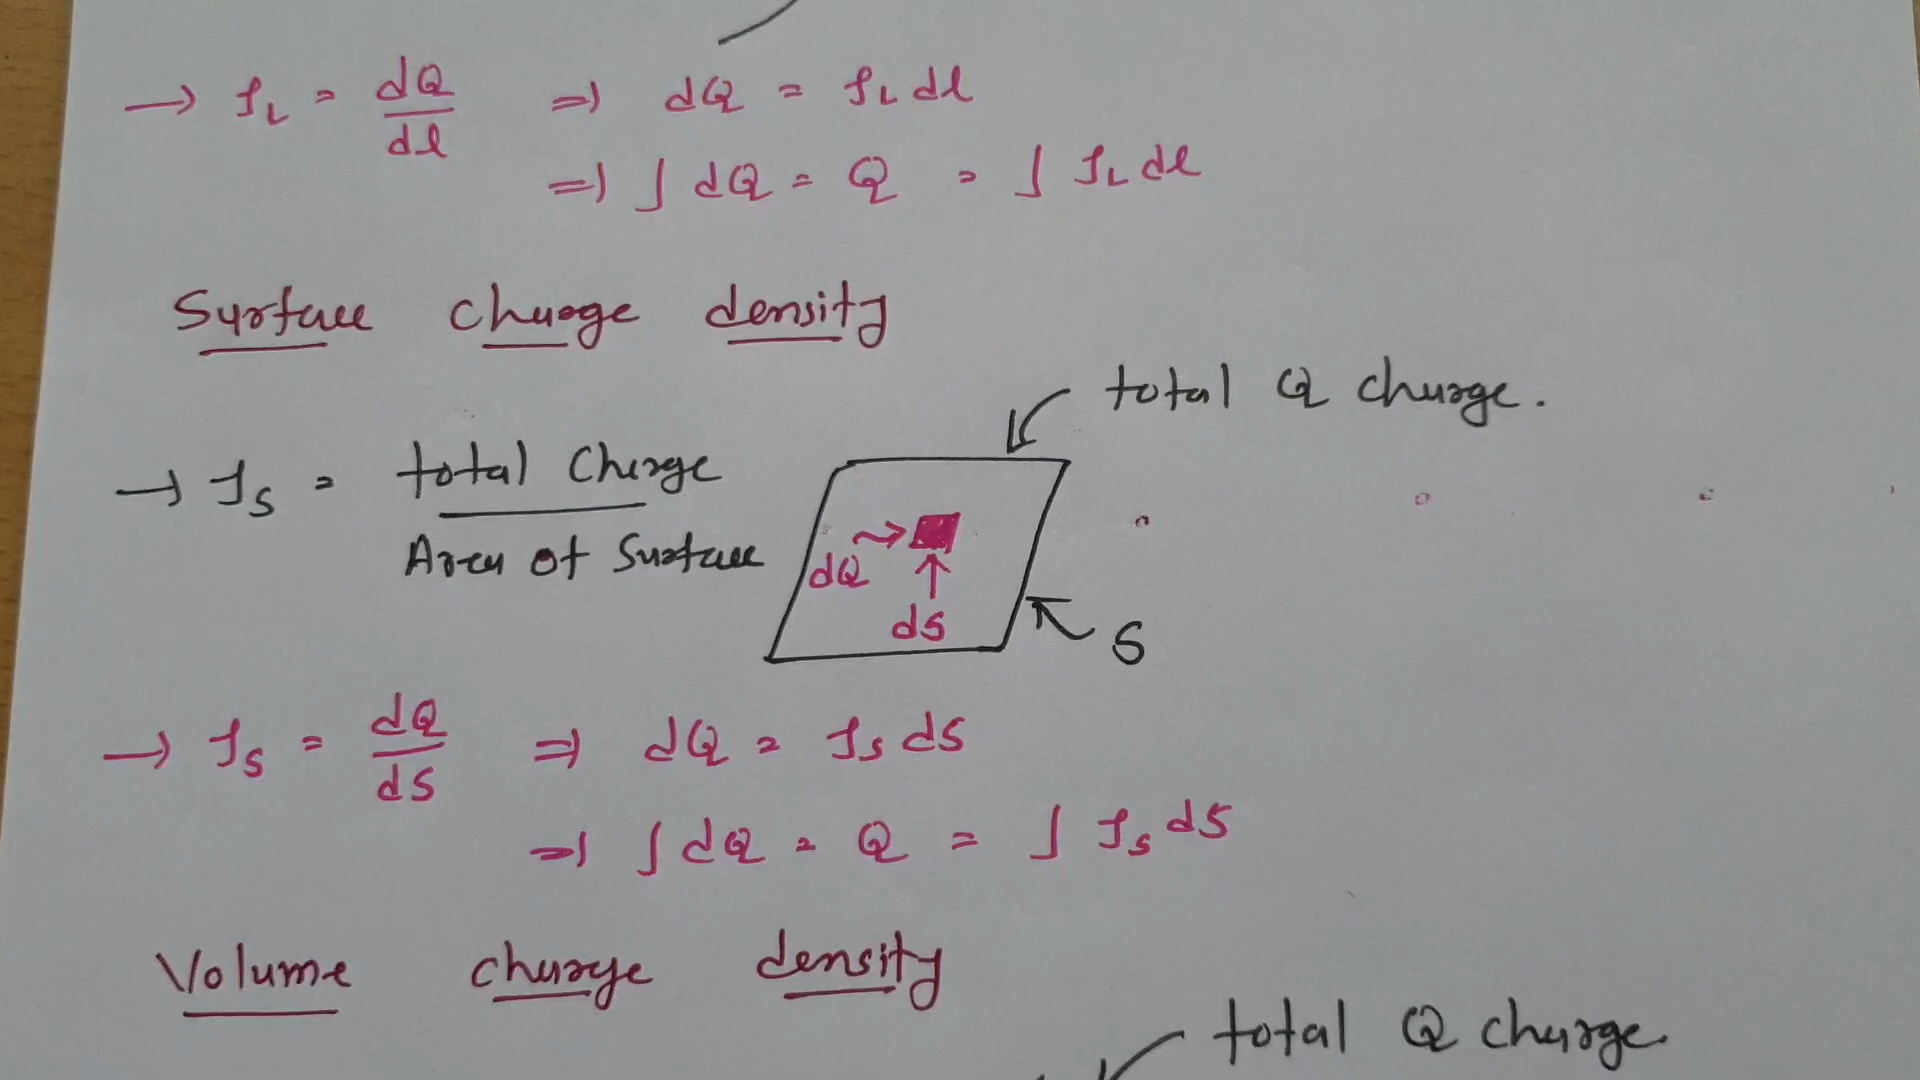 → ρL = dQ/dl ⇒ dQ = ρL dl
⇒ ∫ dQ = Q = ∫ ρL dl
Surface charge density
total Q charge.
→ ρS = total Charge / Area of Surface
dQ
dS
S
→ ρS = dQ/dS ⇒ dQ = ρS dS
⇒ ∫ dQ = Q = ∫ ρS dS
Volume charge density
total Q charge.